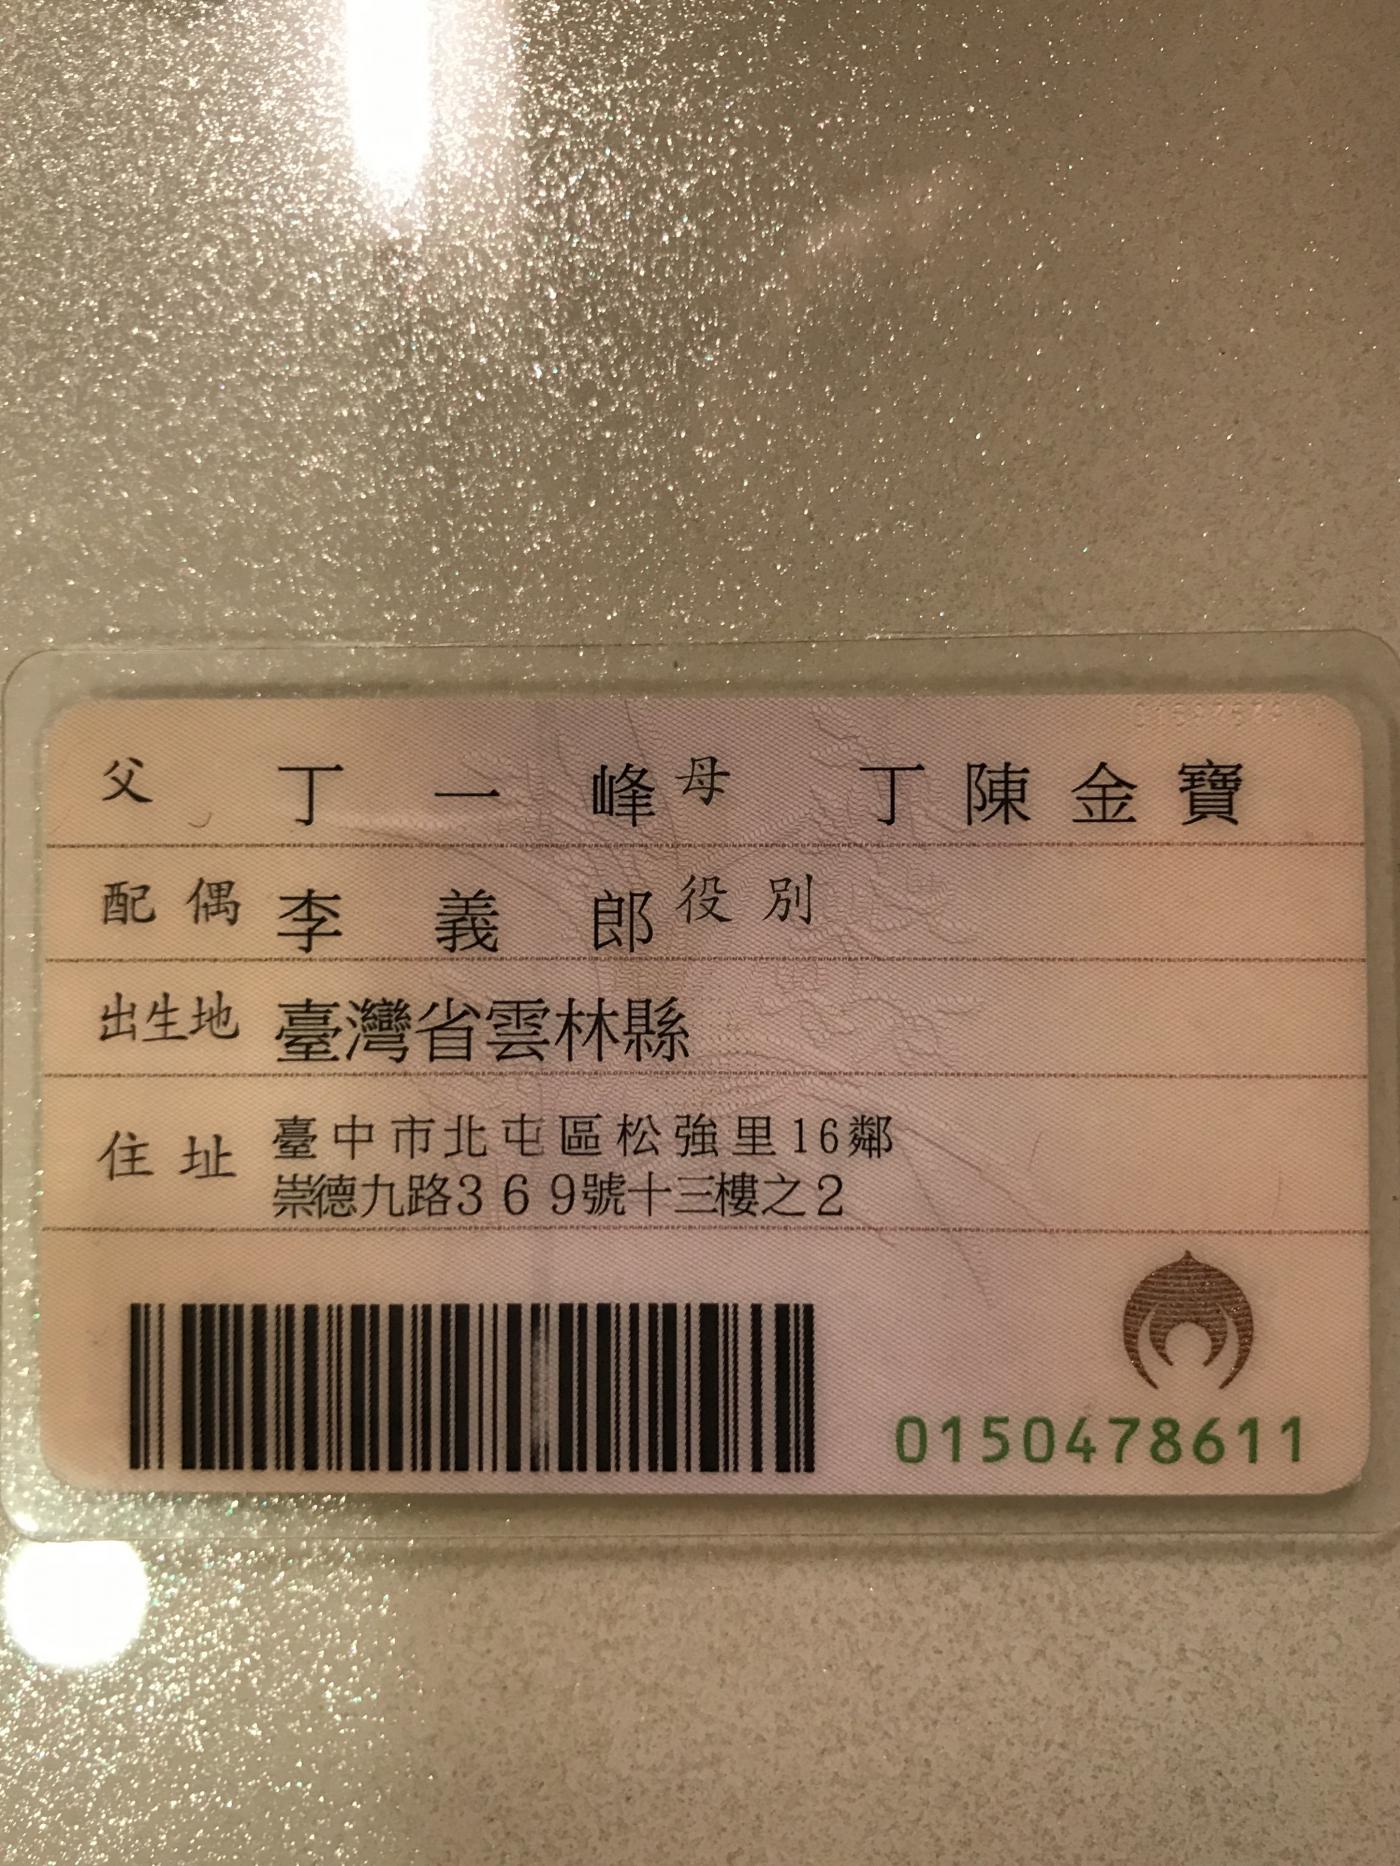 父 丁一峰 母 丁陳金寶
配偶 李義郎 役別
出生地 臺灣省雲林縣
住址 臺中市北屯區松強里16鄰
崇德九路369號十三樓之2
0150478611